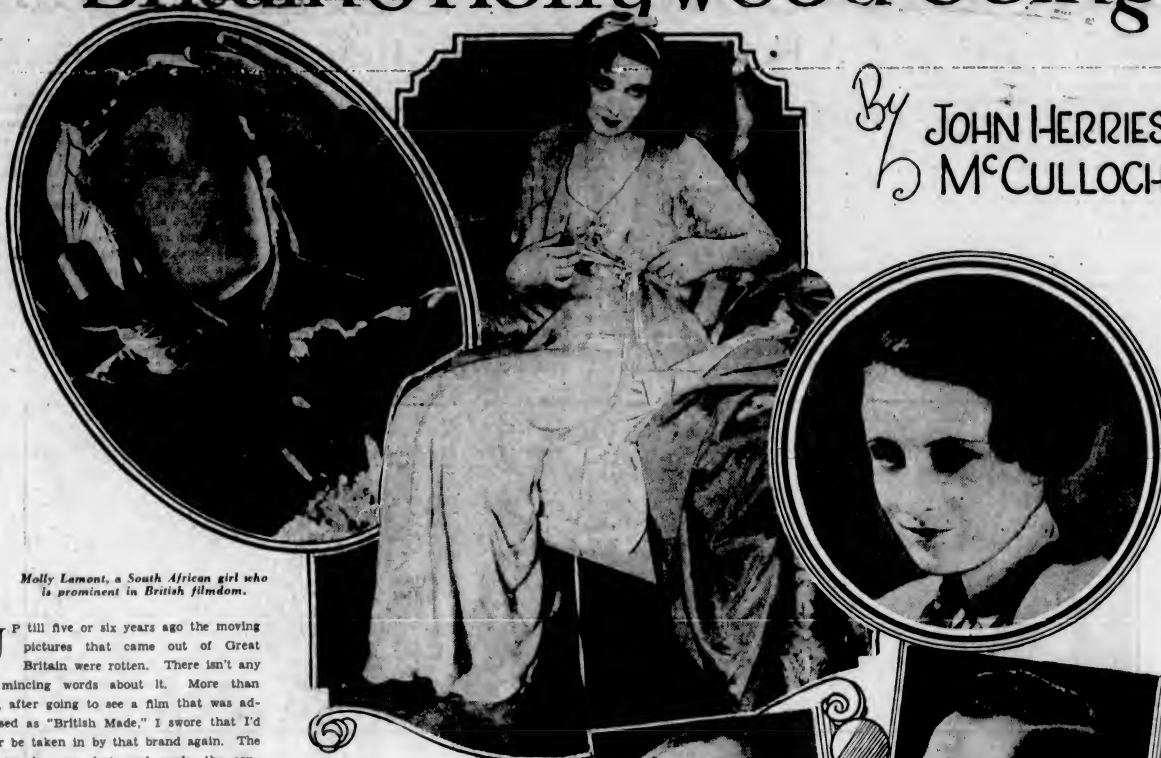 Hollywood Going
By JOHN HERRIES
McCULLOCH
Molly Lamont, a South African girl who
is prominent in British filmdom.
UP till five or six years ago the moving
pictures that came out of Great
Britain were rotten. There isn't any
mincing words about it. More than
, after going to see a film that was ad-
sed as "British Made," I swore that I'd
r be taken in by that brand again. The